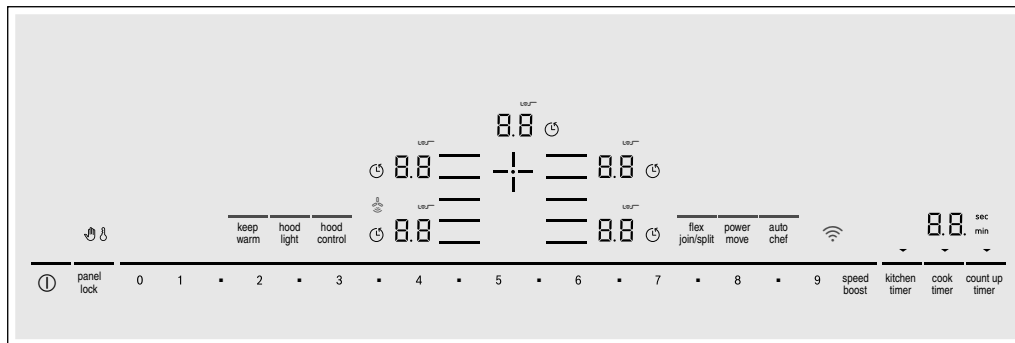 8.8
8.8 8.8
8.8 8.8
keep warm
hood light
hood control
flex join/split
power move
auto chef
8.8. sec min
panel lock
0 1 ▪ 2 ▪ 3 ▪ 4 ▪ 5 ▪ 6 ▪ 7 ▪ 8 ▪ 9
speed boost
kitchen timer
cook timer
count up timer